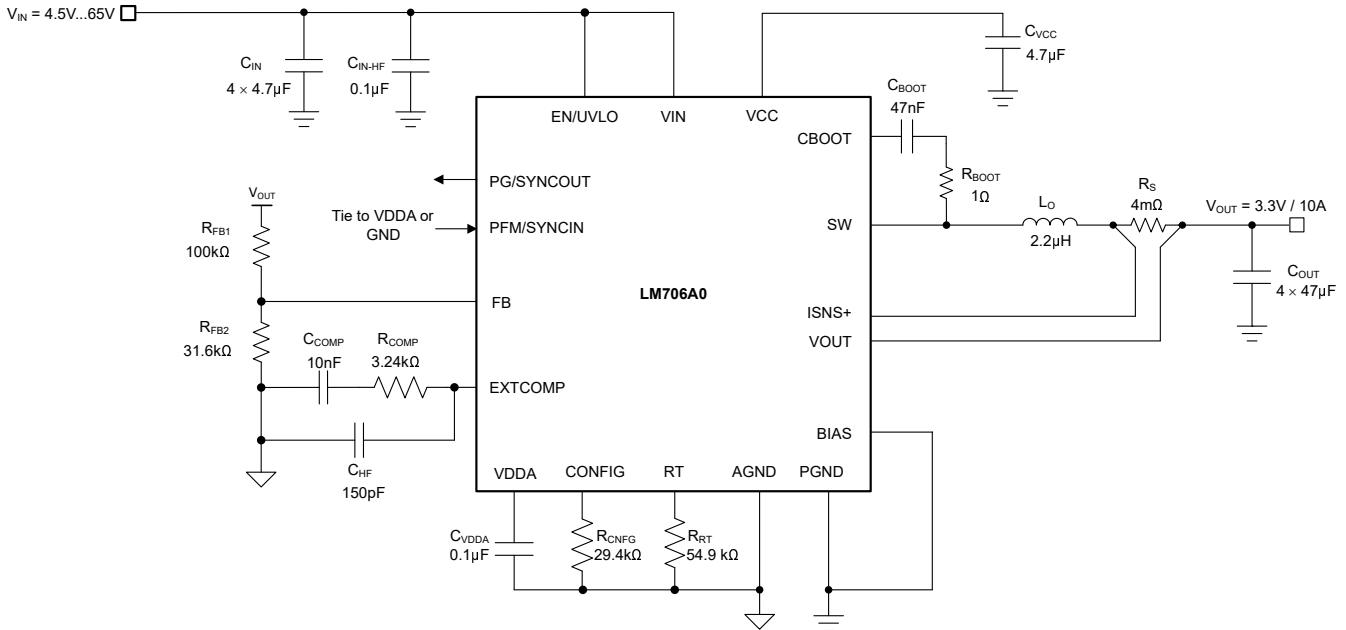 VIN = 4.5V...65V
CIN
4 × 4.7µF
CIN-HF
0.1µF
CVCC
4.7µF
EN/UVLO
VIN
VCC
CBOOT
47nF
CBOOT
PG/SYNCOUT
RBOOT
1Ω
VOUT
Tie to VDDA or
GND
PFM/SYNCIN
SW
LO
2.2µH
RS
4mΩ
VOUT = 3.3V / 10A
RFB1
100kΩ
COUT
4 × 47µF
LM706A0
FB
ISNS+
VOUT
RFB2
31.6kΩ
CCOMP
10nF
RCOMP
3.24kΩ
EXTCOMP
BIAS
CHF
150pF
VDDA
CONFIG
RT
AGND
PGND
CVDDA
0.1µF
RCNFG
29.4kΩ
RRT
54.9 kΩ